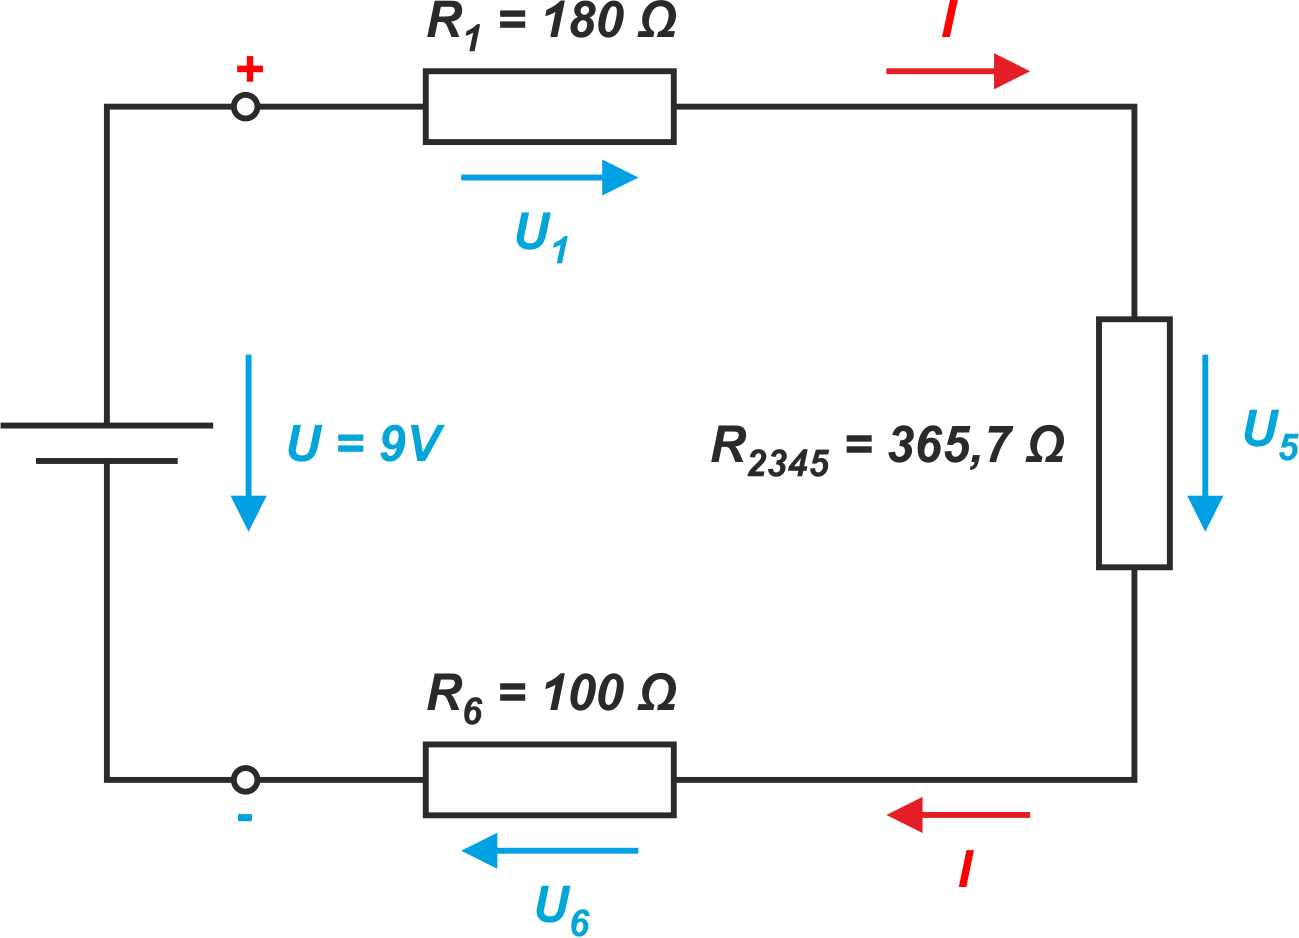 R1 = 180 Ω
I
+
U1
U = 9V
R2345 = 365,7 Ω
U5
R6 = 100 Ω
-
I
U6